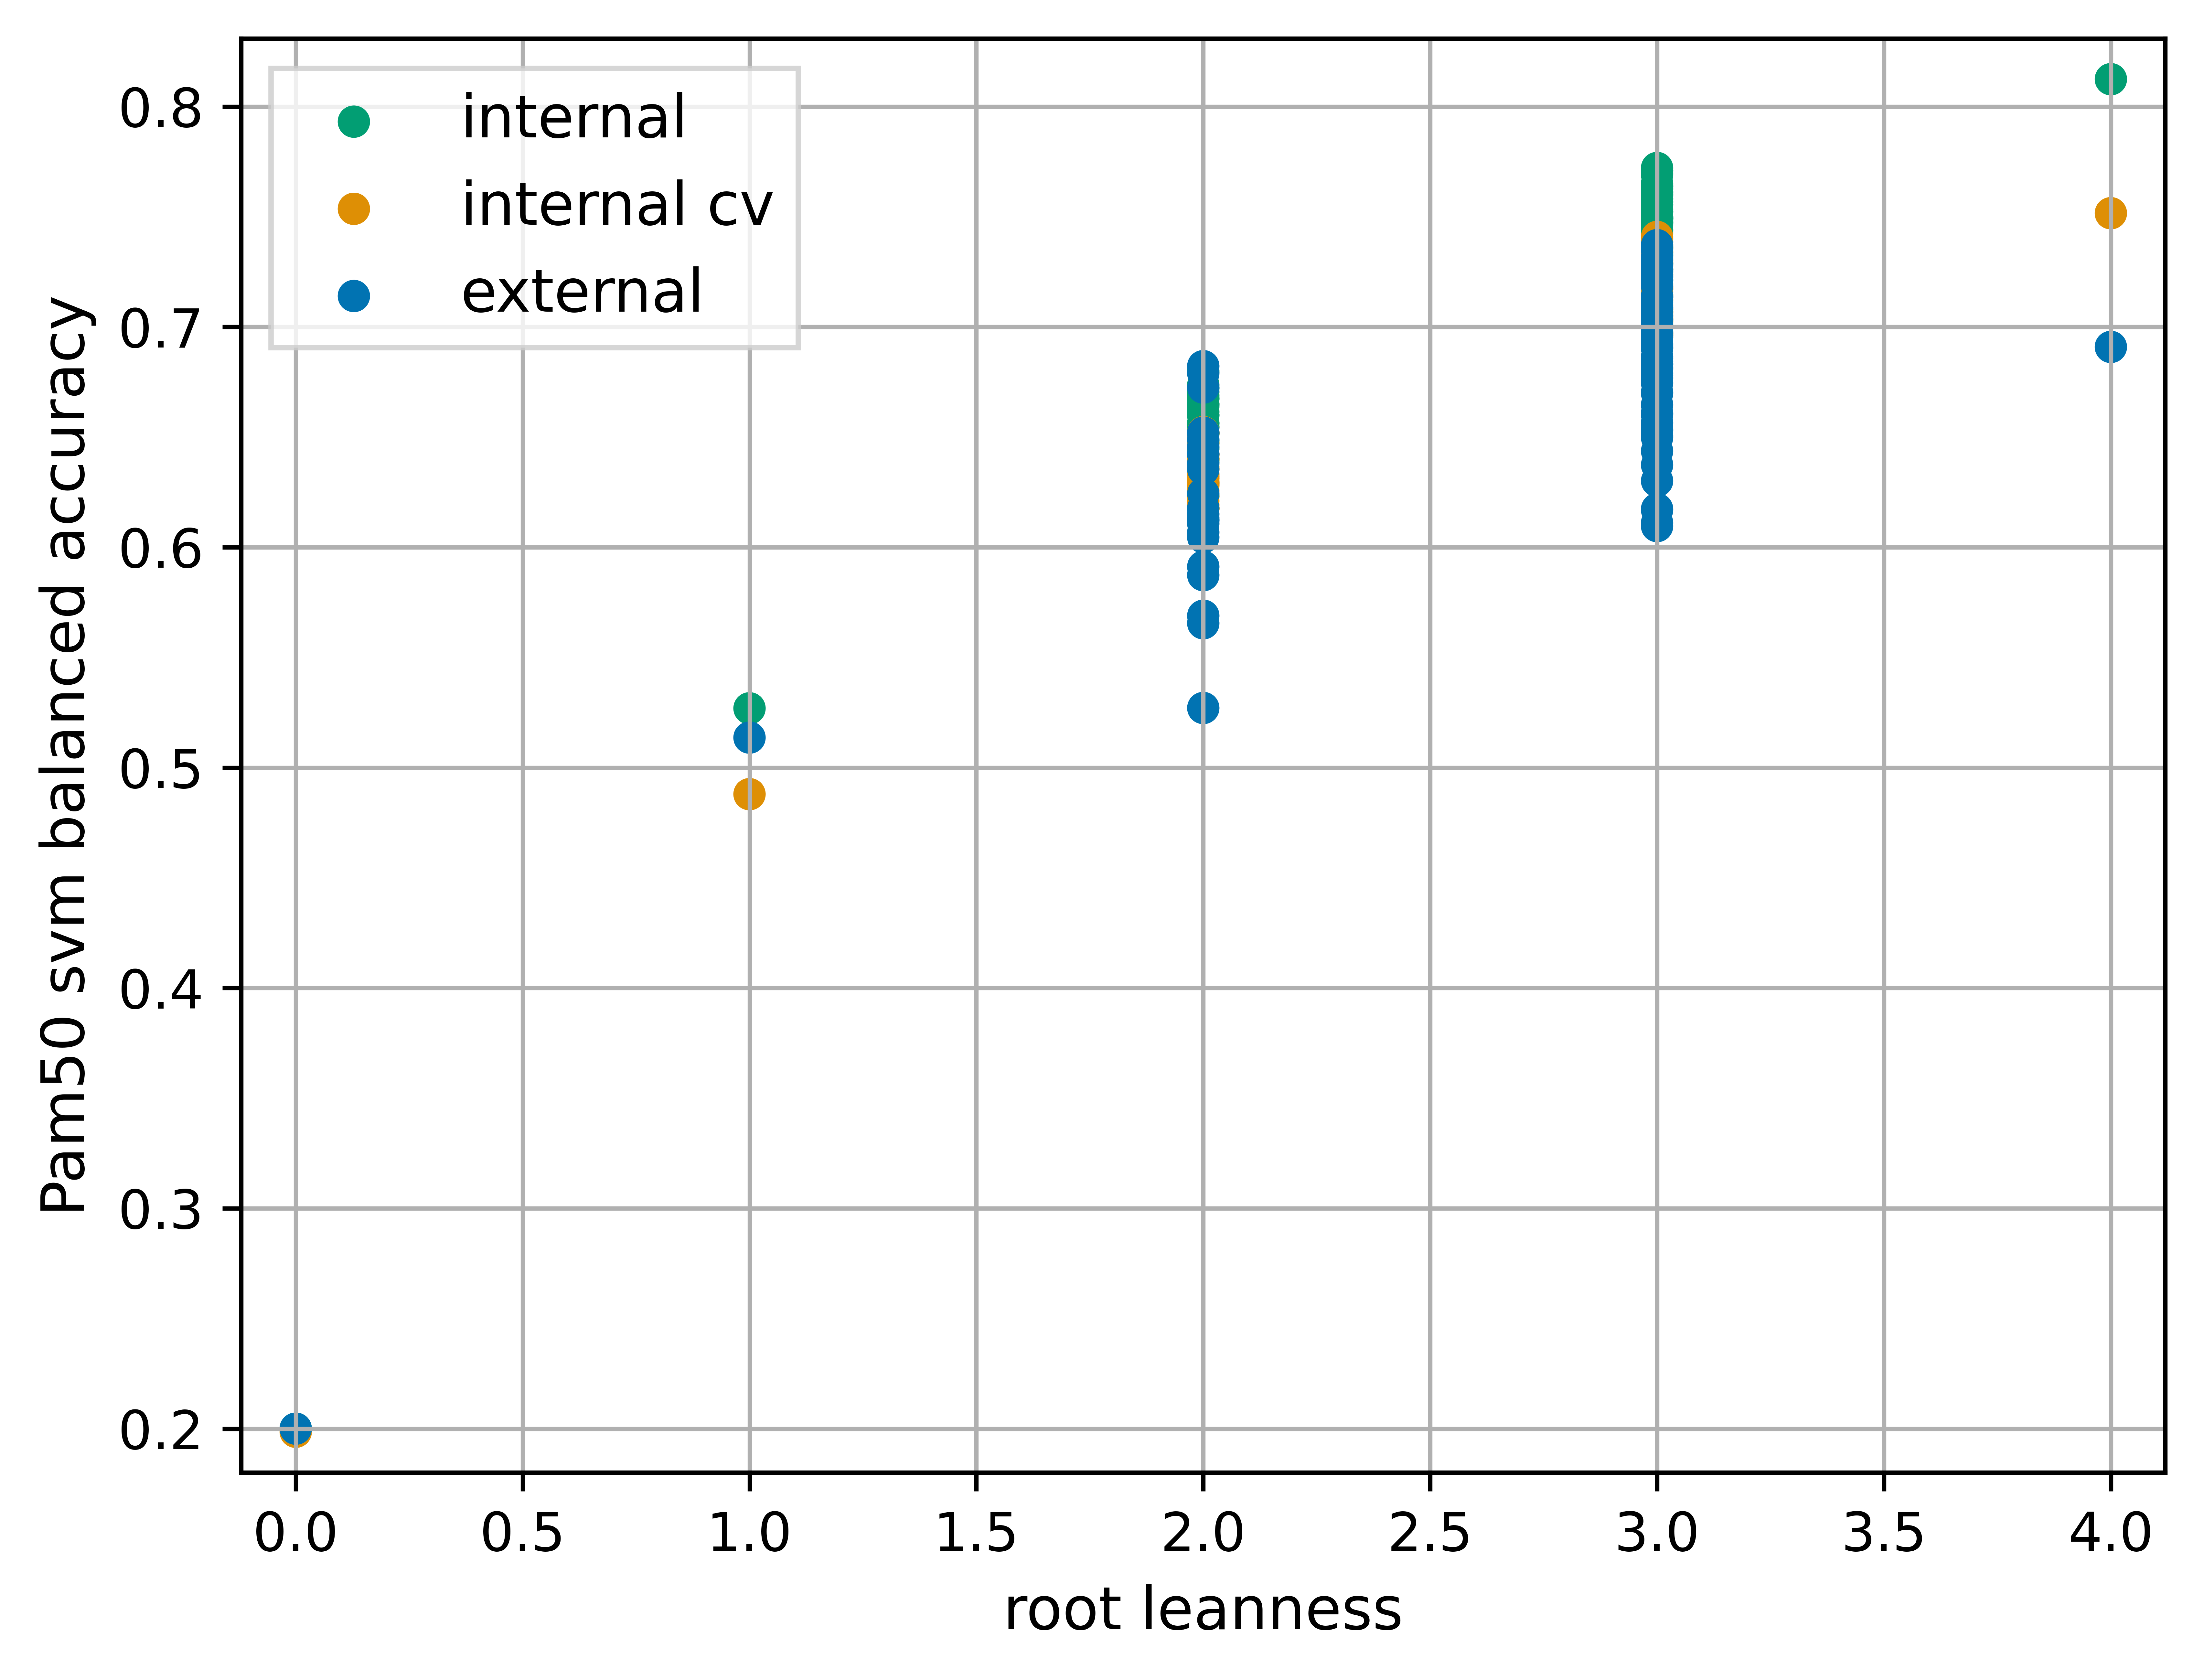 internal
internal cv
external
Pam50 svm balanced accuracy
0.8
0.7
0.6
0.5
0.4
0.3
0.2
0.0 0.5 1.0 1.5 2.0 2.5 3.0 3.5 4.0
root leanness